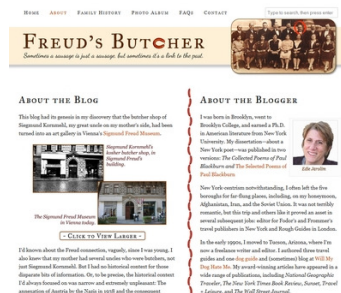 Home About Family History Photo Album FAQs Contact
Type to search, then press enter
Freud's Butcher
Sometimes a sausage is just a sausage, but sometimes it's a link to the past.
About the Blog
This blog had its genesis in my discovery that the butcher shop of
Siegmund Kornmehl, my great uncle on my mother's side, had been
turned into an art gallery in Vienna's Sigmund Freud Museum.
Siegmund Kornmehl's
kosher butcher shop, in
Sigmund Freud's
building.
The Sigmund Freud Museum
in Vienna today.
- Click to View Larger -
I'd known about the Freud connection, vaguely, since I was young. I
also knew that my mother had several uncles who were butchers, not
just Siegmund Kornmehl. But I had no historical context for those
disparate bits of information. Or, to be precise, the historical context
I'd always focused on was narrow and extremely unpleasant: The
annexation of Austria by the Nazis in 1938 and the consequent
About the Blogger
I was born in Brooklyn, went to
Brooklyn College, and earned a Ph.D.
in American literature from New York
University. My dissertation—about a
New York poet—was published in two
versions: The Collected Poems of Paul
Blackburn and The Selected Poems of
Paul Blackburn.
Edie Jarolim
New York-centrism notwithstanding, I often left the five
boroughs for far-flung places, including, on my honeymoon,
Afghanistan, Iran, and the Soviet Union. It was not terribly
romantic, but this trip and others like it proved an asset in
several subsequent jobs: editor for Fodor's and Frommer's
travel publishers in New York and Rough Guides in London.
In the early 1990s, I moved to Tucson, Arizona, where I'm
now a freelance writer and editor. I authored three travel
guides and one dog guide and (sometimes) blog at Will My
Dog Hate Me. My award-winning articles have appeared in a
wide range of publications, including National Geographic
Traveler, The New York Times Book Review, Sunset, Travel
+ Leisure, and The Wall Street Journal.